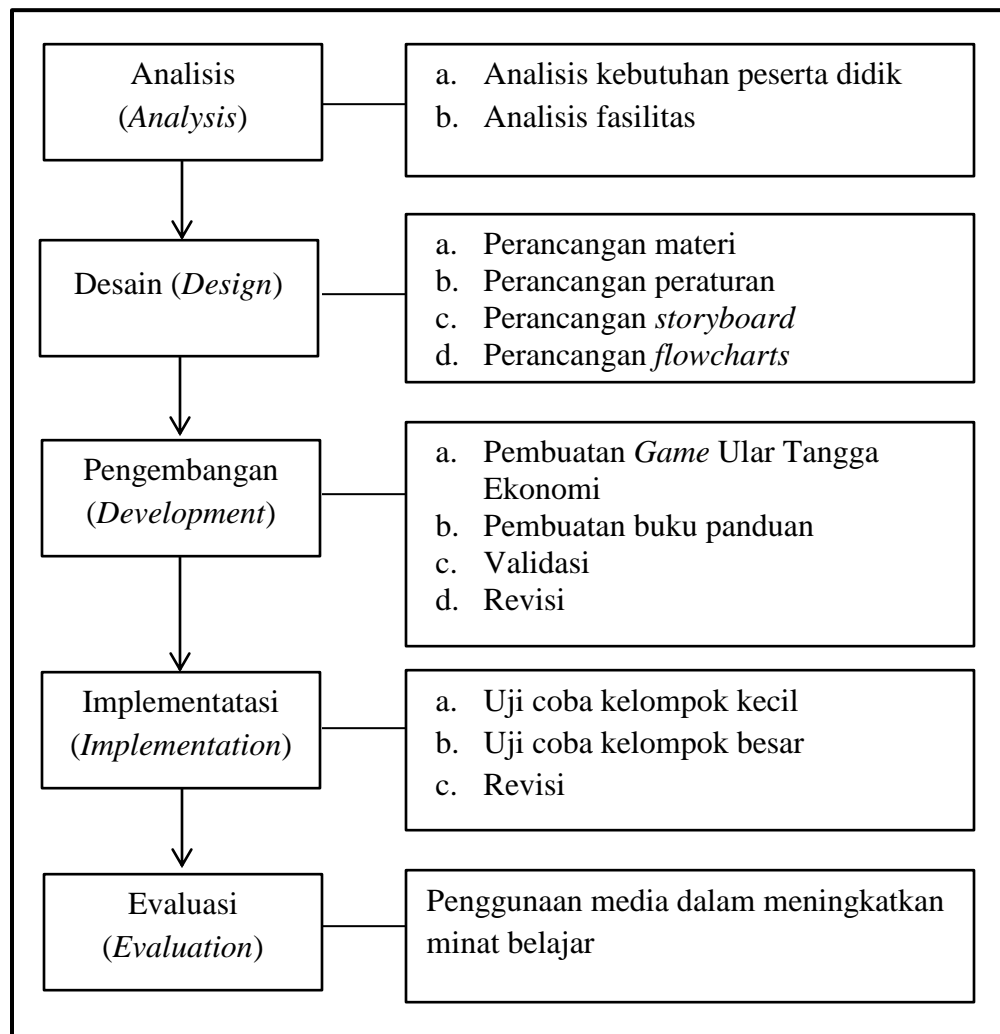 Analisis
(Analysis)
a. Analisis kebutuhan peserta didik
b. Analisis fasilitas
Desain (Design)
a. Perancangan materi
b. Perancangan peraturan
c. Perancangan storyboard
d. Perancangan flowcharts
Pengembangan
(Development)
a. Pembuatan Game Ular Tangga
Ekonomi
b. Pembuatan buku panduan
c. Validasi
d. Revisi
Implementatasi
(Implementation)
a. Uji coba kelompok kecil
b. Uji coba kelompok besar
c. Revisi
Evaluasi
(Evaluation)
Penggunaan media dalam meningkatkan
minat belajar